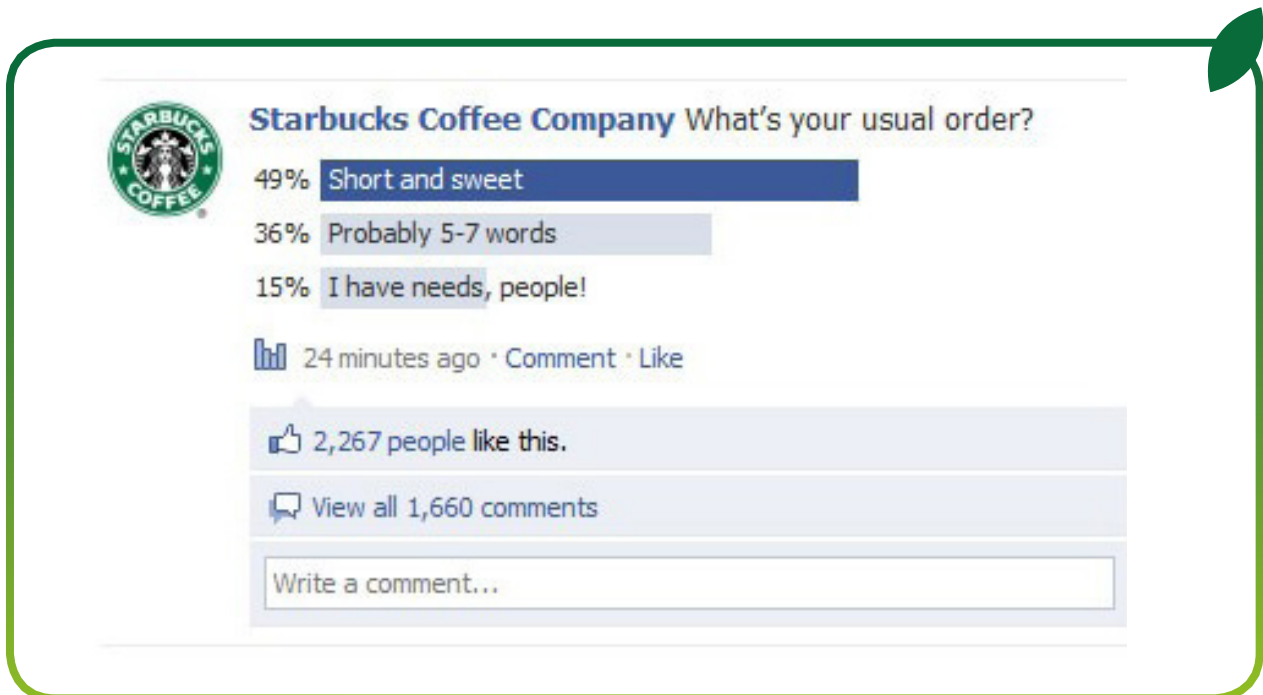 STARBUCKS COFFEE
Starbucks Coffee Company What's your usual order?
49% Short and sweet
36% Probably 5-7 words
15% I have needs, people!
24 minutes ago · Comment · Like
2,267 people like this.
View all 1,660 comments
Write a comment...